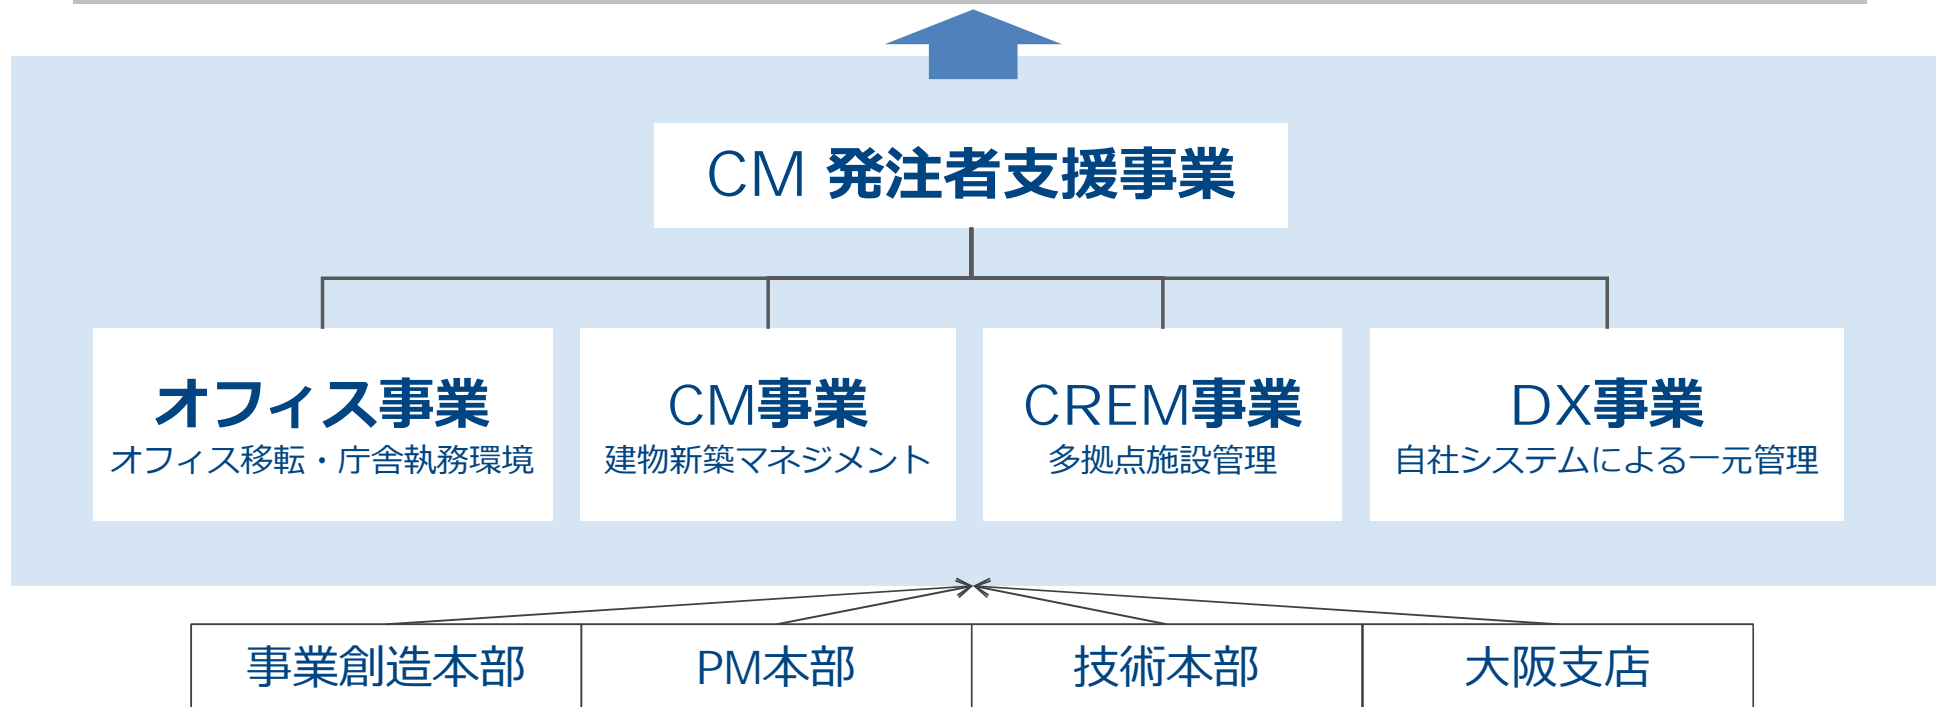 CM 発注者支援事業
オフィス事業
オフィス移転・庁舎執務環境
CM事業
建物新築マネジメント
CREM事業
多拠点施設管理
DX事業
自社システムによる一元管理
事業創造本部
PM本部
技術本部
大阪支店